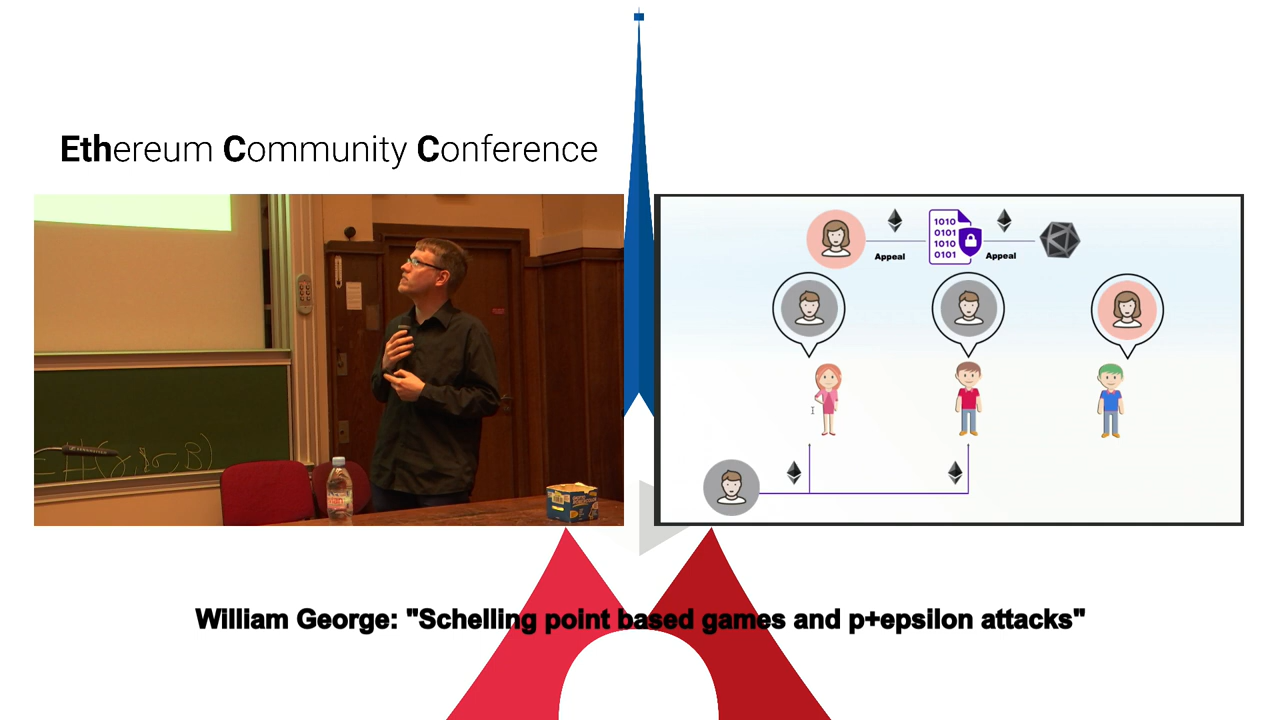 Ethereum Community Conference
1010
0101
1010
0101
Appeal
Appeal
William George: "Schelling point based games and p+epsilon attacks"